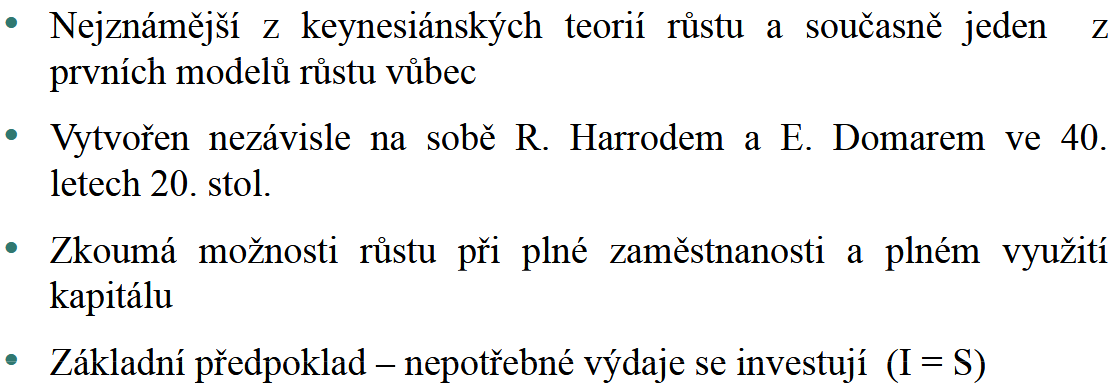 • Nejznámější z keynesiánských teorií růstu a současně jeden z
prvních modelů růstu vůbec
• Vytvořen nezávisle na sobě R. Harrodem a E. Domarem ve 40.
letech 20. stol.
• Zkoumá možnosti růstu při plné zaměstnanosti a plném využití
kapitálu
• Základní předpoklad – nepotřebné výdaje se investují (I = S)